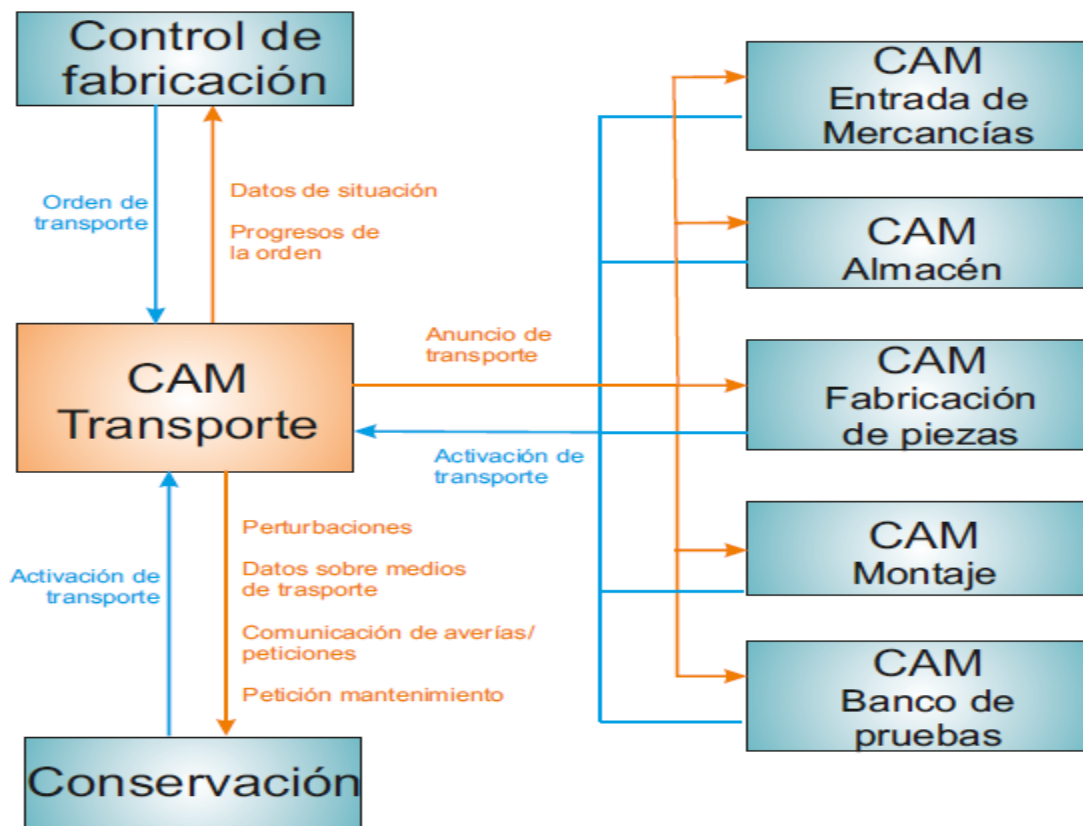 Control de
fabricación
Orden de
transporte
Datos de situación
Progresos de
la orden
CAM
Transporte
Anuncio de
transporte
Activación de
transporte
Activación de
transporte
Perturbaciones
Datos sobre medios
de trasporte
Comunicación de averías/
peticiones
Petición mantenimiento
Conservación
CAM
Entrada de
Mercancías
CAM
Almacén
CAM
Fabricación
de piezas
CAM
Montaje
CAM
Banco de
pruebas